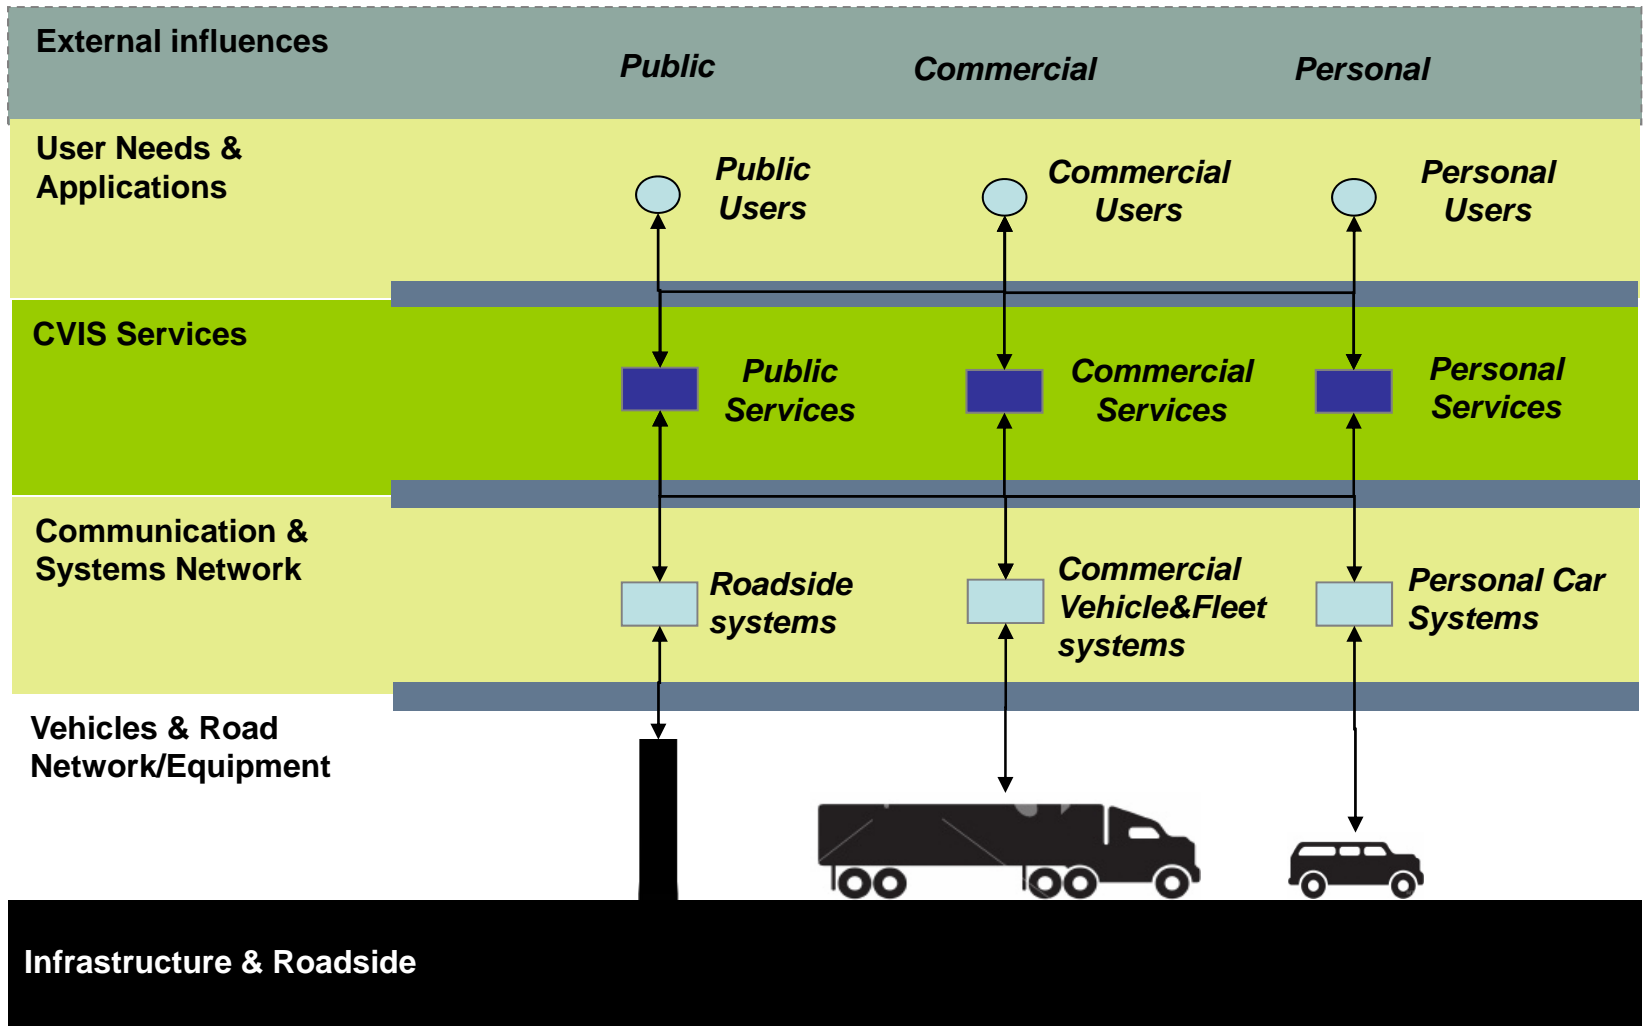 External influences
Public
Commercial
Personal
User Needs &
Applications
Public
Users
Commercial
Users
Personal
Users
CVIS Services
Public
Services
Commercial
Services
Personal
Services
Communication &
Systems Network
Roadside
systems
Commercial
Vehicle&Fleet
systems
Personal Car
Systems
Vehicles & Road
Network/Equipment
Infrastructure & Roadside